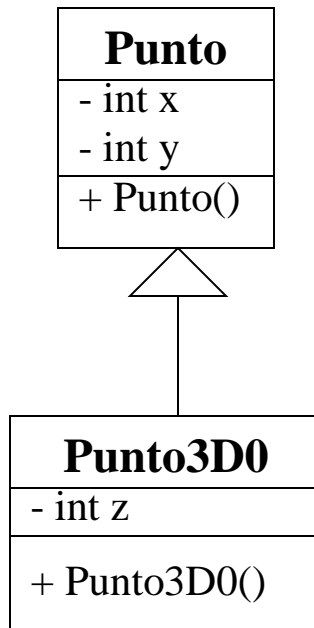 Punto
- int x
- int y
+ Punto()
Punto3D0
- int z
+ Punto3D0()